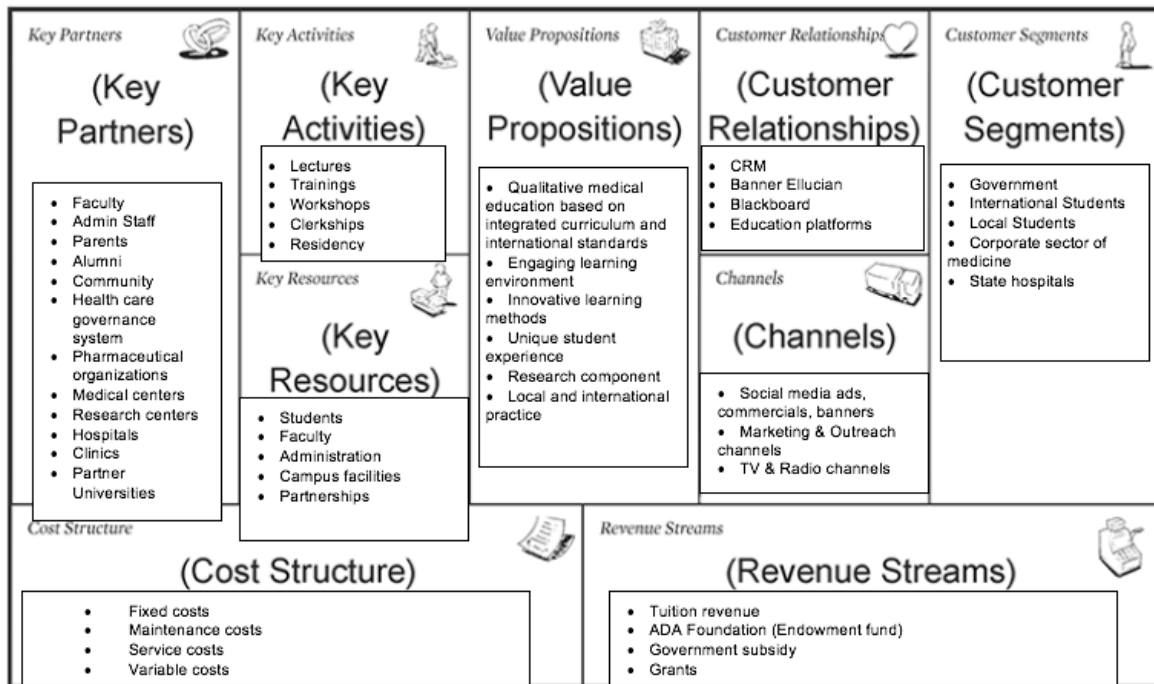 Key Partners
(Key
Partners)
Faculty
Admin Staff
Parents
Alumni
Community
Health care
governance
system
Pharmaceutical
organizations
Medical centers
Research centers
Hospitals
Clinics
Partner
Universities
Key Activities
(Key
Activities)
Lectures
Trainings
Workshops
Clerkships
Residency
Key Resources
(Key
Resources)
Students
Faculty
Administration
Campus facilities
Partnerships
Value Propositions
(Value
Propositions)
Qualitative medical
education based on
integrated curriculum and
international standards
Engaging learning
environment
Innovative learning
methods
Unique student
experience
Research component
Local and international
practice
Customer Relationships
(Customer
Relationships)
CRM
Banner Ellucian
Blackboard
Education platforms
Channels
(Channels)
Social media ads,
commercials, banners
Marketing & Outreach
channels
TV & Radio channels
Customer Segments
(Customer
Segments)
Government
International Students
Local Students
Corporate sector of
medicine
State hospitals
Cost Structure
(Cost Structure)
Fixed costs
Maintenance costs
Service costs
Variable costs
Revenue Streams
(Revenue Streams)
Tuition revenue
ADA Foundation (Endowment fund)
Government subsidy
Grants